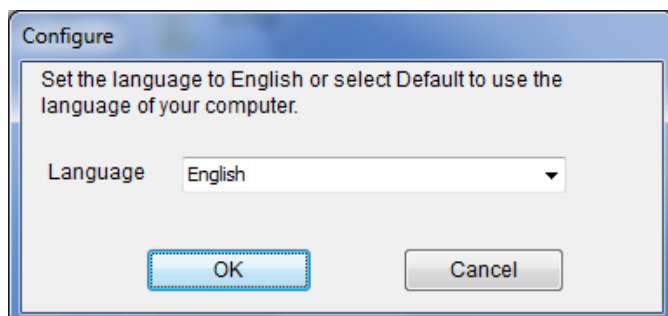 Configure
Set the language to English or select Default to use the
language of your computer.
Language English
OK Cancel